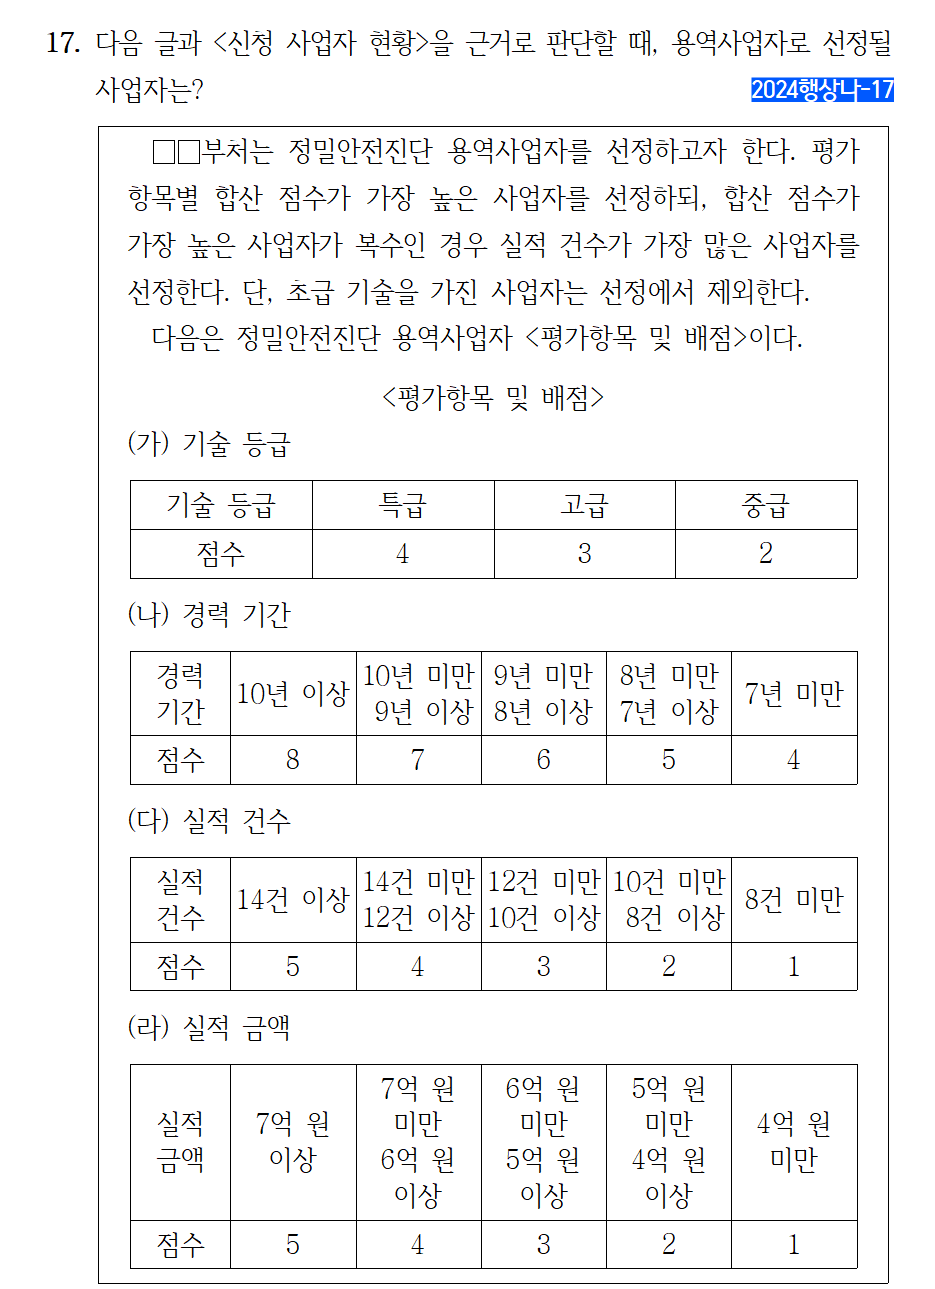 17. 다음 글과 <신청 사업자 현황>을 근거로 판단할 때, 용역사업자로 선정될
사업자는?
2024행상나-17
□□부처는 정밀안전진단 용역사업자를 선정하고자 한다. 평가
항목별 합산 점수가 가장 높은 사업자를 선정하되, 합산 점수가
가장 높은 사업자가 복수인 경우 실적 건수가 가장 많은 사업자를
선정한다. 단, 초급 기술을 가진 사업자는 선정에서 제외한다.
다음은 정밀안전진단 용역사업자 <평가항목 및 배점>이다.
<평가항목 및 배점>
(가) 기술 등급
기술 등급 특급 고급 중급
점수 4 3 2
(나) 경력 기간
경력 기간 10년 이상 10년 미만 9년 이상 9년 미만 8년 이상 8년 미만 7년 이상 7년 미만
점수 8 7 6 5 4
(다) 실적 건수
실적 건수 14건 이상 14건 미만 12건 이상 12건 미만 10건 이상 10건 미만 8건 이상 8건 미만
점수 5 4 3 2 1
(라) 실적 금액
실적 금액 7억 원 이상 7억 원 미만 6억 원 이상 6억 원 미만 5억 원 이상 5억 원 미만 4억 원 이상 4억 원 미만
점수 5 4 3 2 1